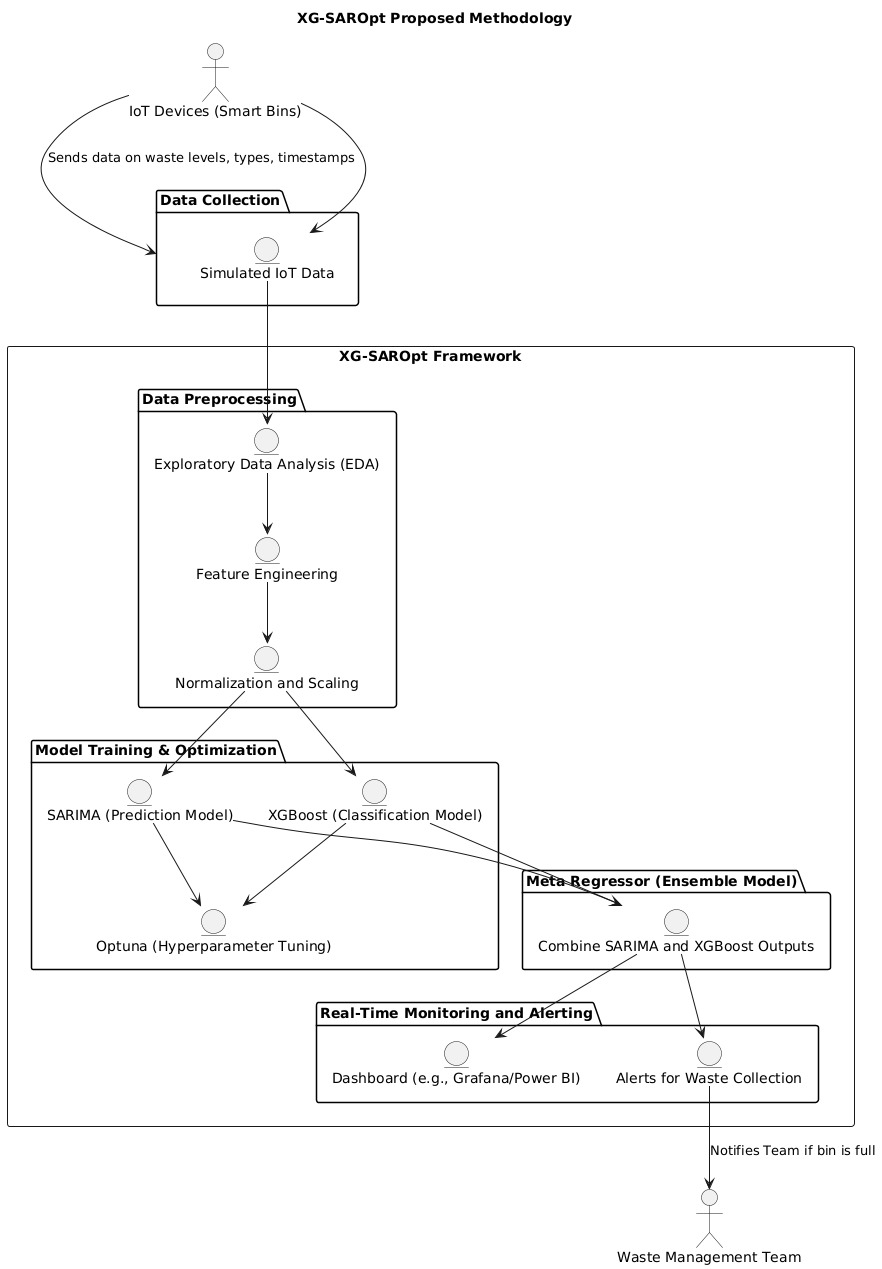 XG-SAROpt Proposed Methodology
IoT Devices (Smart Bins)
Sends data on waste levels, types, timestamps
Data Collection
Simulated IoT Data
XG-SAROpt Framework
Data Preprocessing
Exploratory Data Analysis (EDA)
Feature Engineering
Normalization and Scaling
Model Training & Optimization
SARIMA (Prediction Model)
XGBoost (Classification Model)
Optuna (Hyperparameter Tuning)
Meta Regressor (Ensemble Model)
Combine SARIMA and XGBoost Outputs
Real-Time Monitoring and Alerting
Dashboard (e.g., Grafana/Power BI)
Alerts for Waste Collection
Notifies Team if bin is full
Waste Management Team